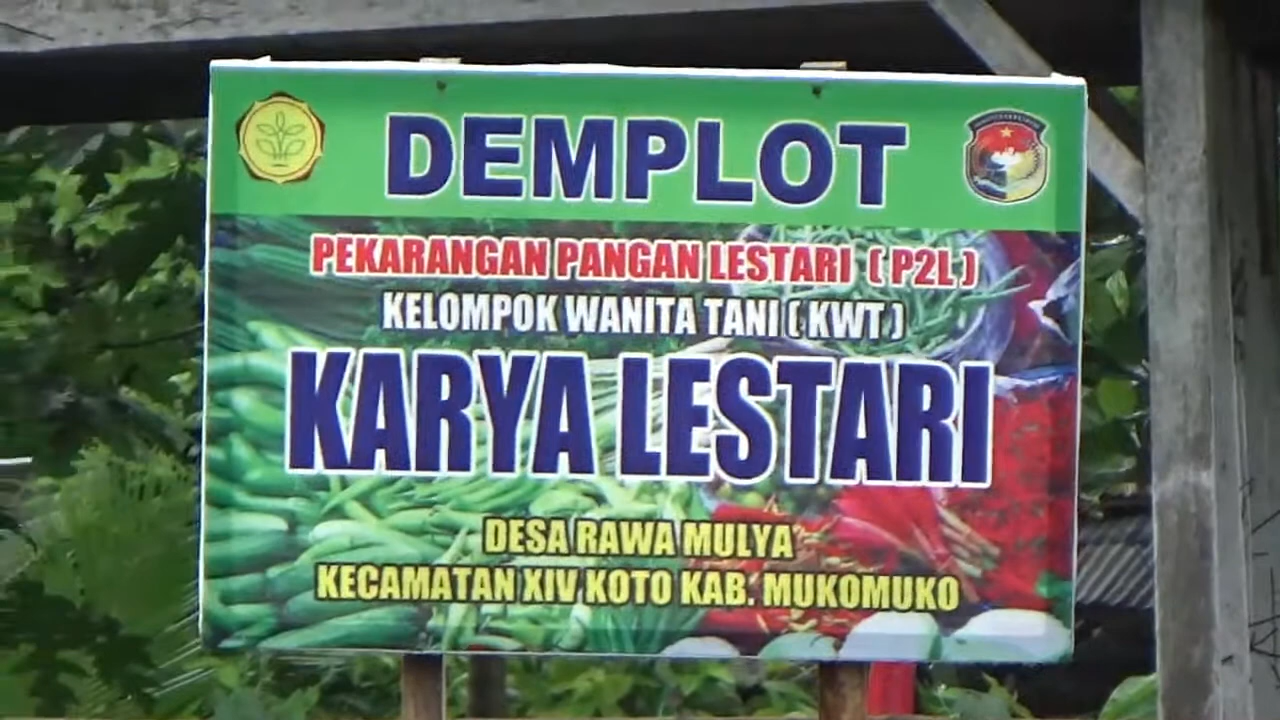 DEMPLOT
PEKARANGAN PANGAN LESTARI ( P2L )
KELOMPOK WANITA TANI ( KWT )
KARYA LESTARI
DESA RAWA MULYA
KECAMATAN XIV KOTO KAB. MUKOMUKO